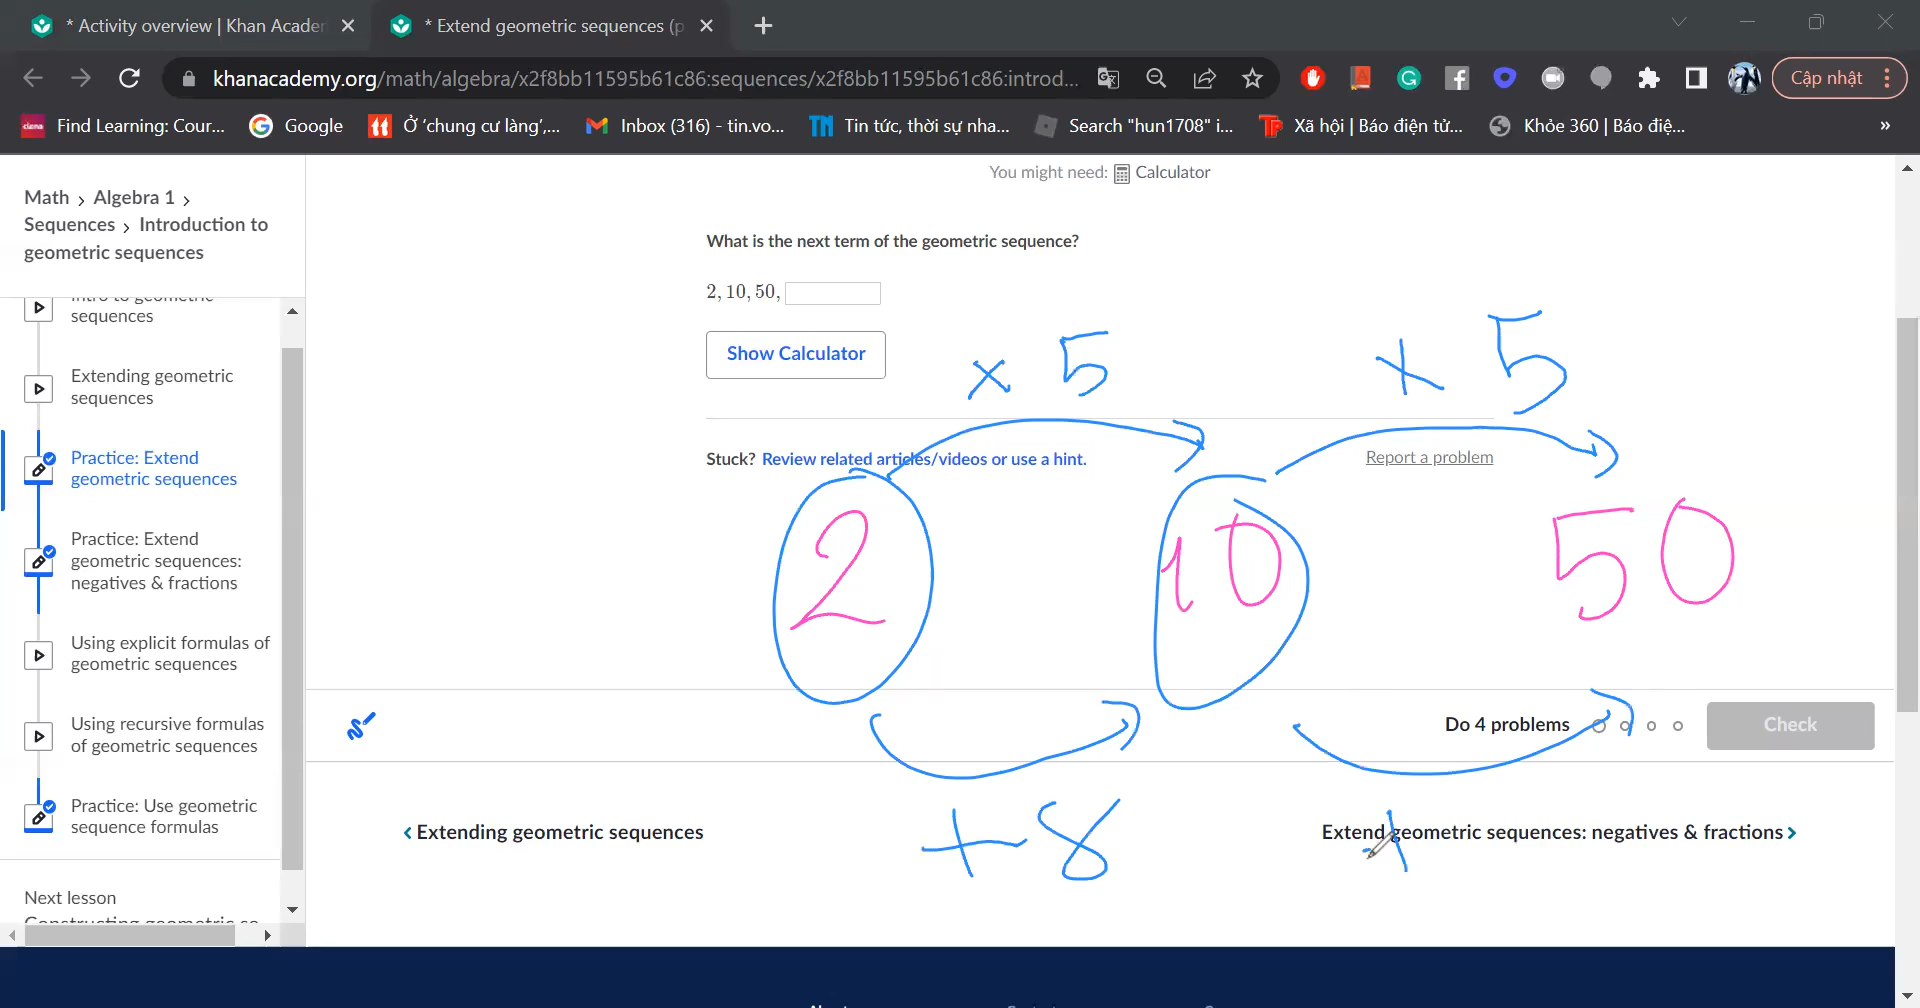 * Activity overview | Khan Acader
* Extend geometric sequences (p
khanacademy.org/math/algebra/x2f8bb11595b61c86:sequences/x2f8bb11595b61c86:introd...
Cập nhật
ciena
Find Learning: Cour...
Google
Ở ‘chung cư làng’,...
Inbox (316) - tin.vo...
TN
Tin tức, thời sự nha...
Search "hun1708" i...
TP
Xã hội | Báo điện tử...
Khỏe 360 | Báo điệ...
»
Math › Algebra 1 ›
Sequences › Introduction to
geometric sequences
Intro to geometric
sequences
Extending geometric
sequences
Practice: Extend
geometric sequences
Practice: Extend
geometric sequences:
negatives & fractions
Using explicit formulas of
geometric sequences
Using recursive formulas
of geometric sequences
Practice: Use geometric
sequence formulas
Next lesson
You might need: Calculator
What is the next term of the geometric sequence?
2, 10, 50,
Show Calculator
× 5
× 5
Stuck? Review related articles/videos or use a hint.
Report a problem
2 10 50
Do 4 problems
Check
‹ Extending geometric sequences
Extend geometric sequences: negatives & fractions ›
+ 8
+